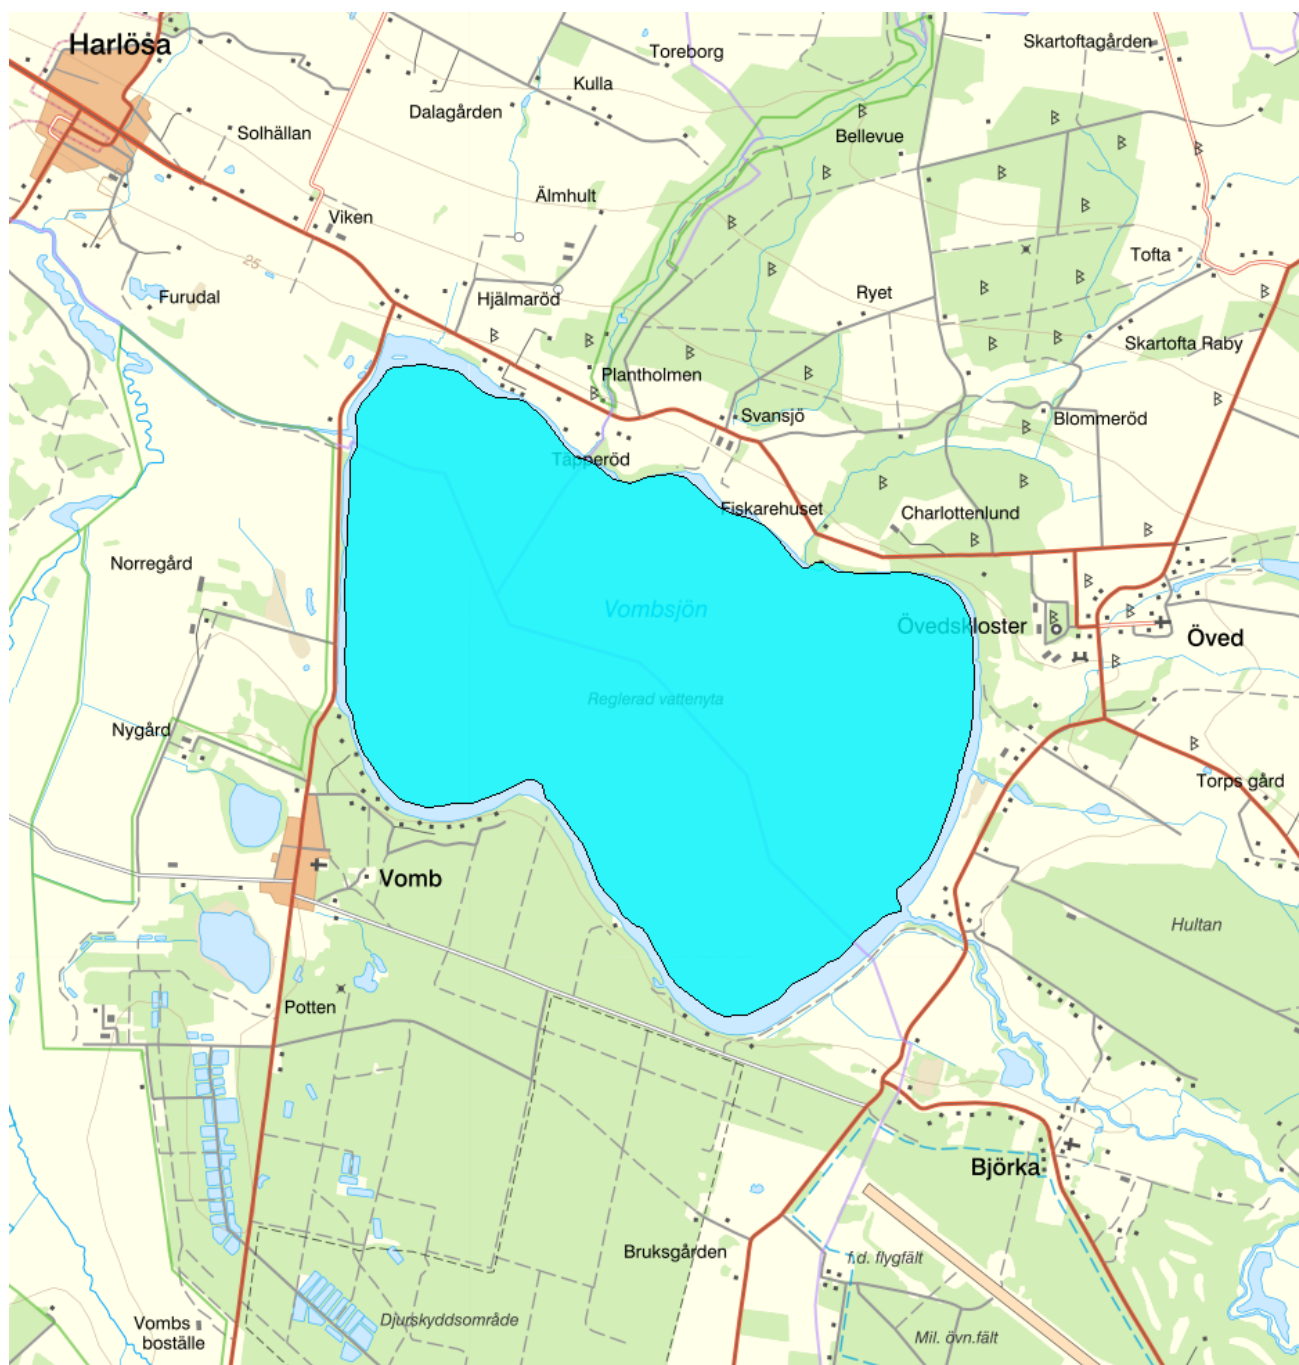 Harlösa
Toreborg
Skartoftagården
Kulla
Dalagården
Solhällan
Bellevue
Älmhult
Viken
Tofta
25
Furudal
Hjälmaröd
Ryet
Skartofta Raby
Plantholmen
Svansjö
Blommeröd
Täpperöd
Fiskarehuset
Charlottenlund
Norregård
Vombsjön
Övedskloster
Öved
Reglerad vattenyta
Nygård
Torps gård
Vomb
Hultan
Potten
Björka
Bruksgården
f.d. flygfält
Djurskyddsområde
Vombs
boställe
Mil. övn.fält